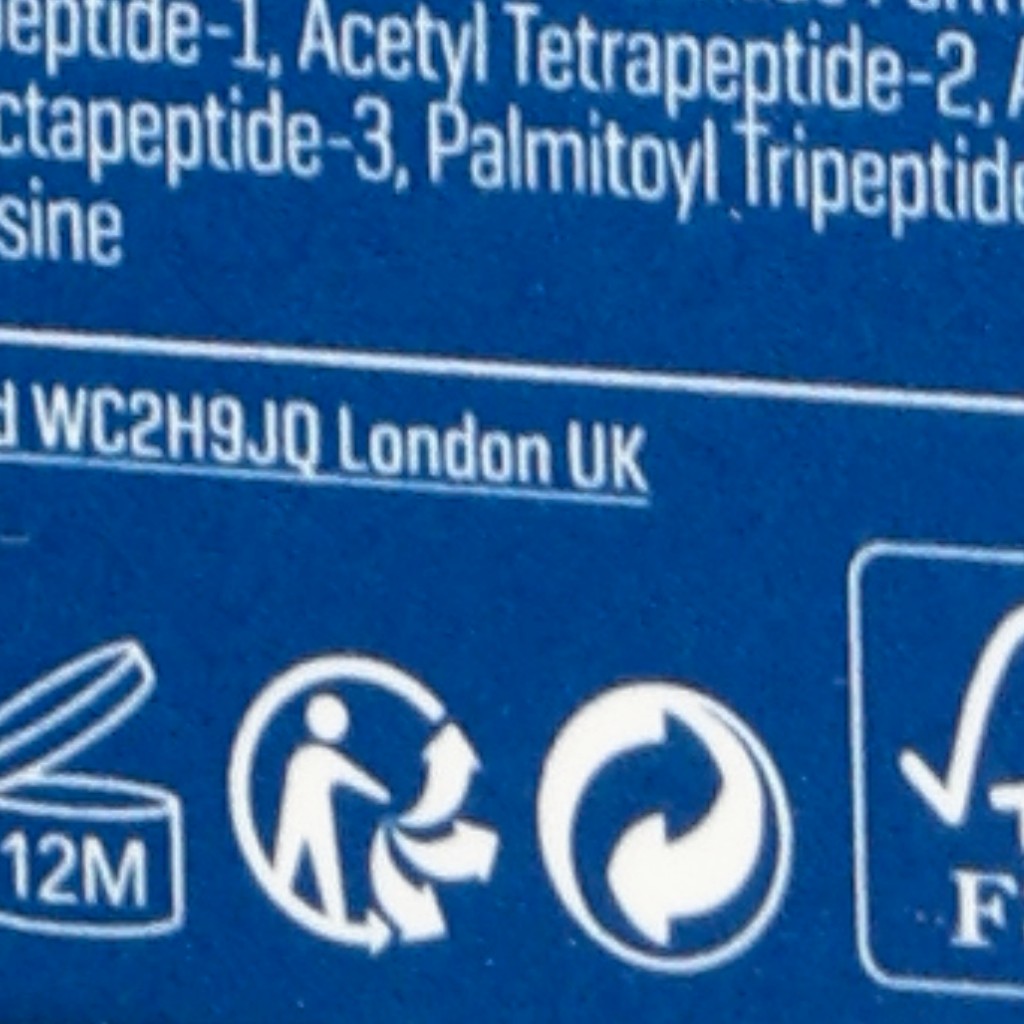 eptide-1, Acetyl Tetrapeptide-2,
ctapeptide-3, Palmitoyl Tripeptide
sine
d WC2H9JQ London UK
12M
F